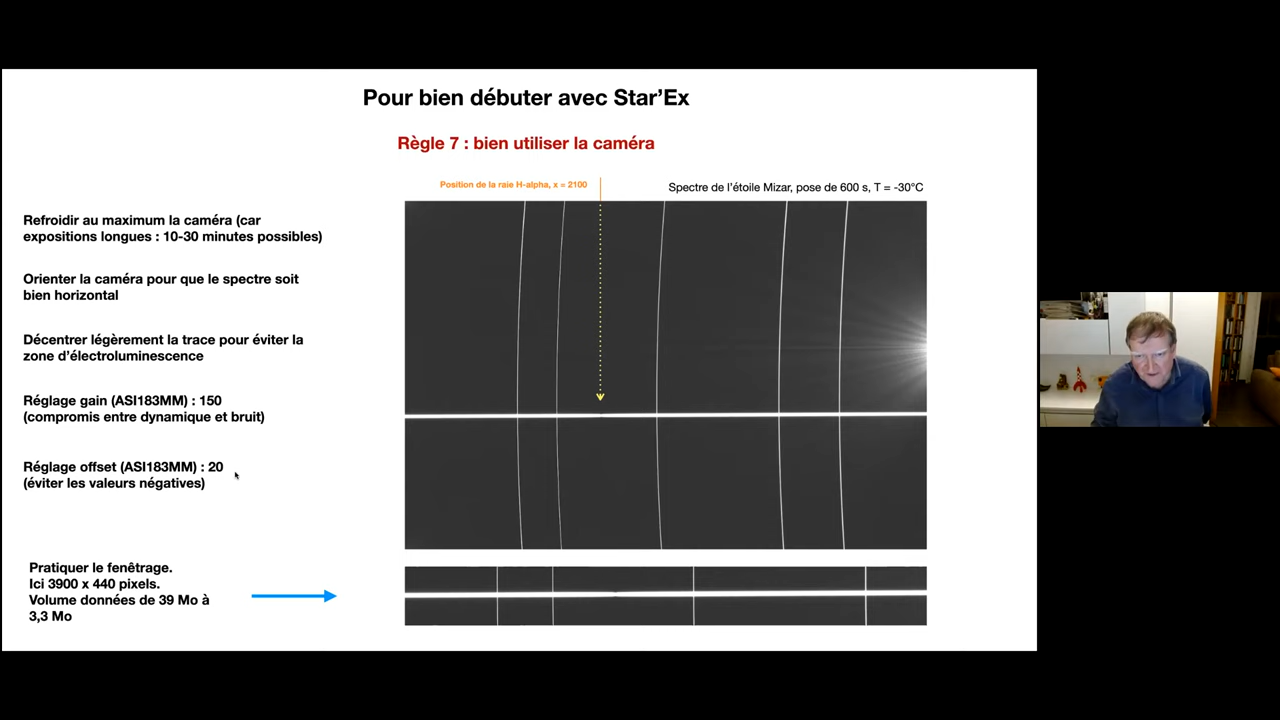 Pour bien débuter avec Star'Ex
Règle 7 : bien utiliser la caméra
Position de la raie H-alpha, x = 2100
Spectre de l'étoile Mizar, pose de 600 s, T = -30°C
Refroidir au maximum la caméra (car
expositions longues : 10-30 minutes possibles)
Orienter la caméra pour que le spectre soit
bien horizontal
Décentrer légèrement la trace pour éviter la
zone d'électroluminescence
Réglage gain (ASI183MM) : 150
(compromis entre dynamique et bruit)
Réglage offset (ASI183MM) : 20
(éviter les valeurs négatives)
Pratiquer le fenêtrage.
Ici 3900 x 440 pixels.
Volume données de 39 Mo à
3,3 Mo